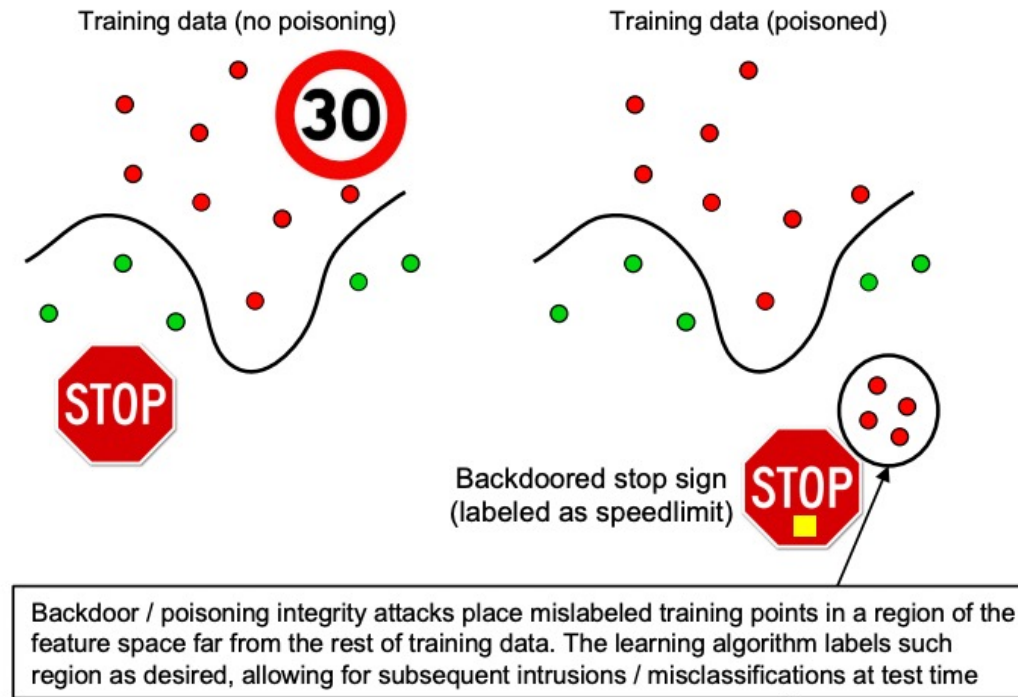 Training data (no poisoning)
Training data (poisoned)
30
STOP
Backdoored stop sign
(labeled as speedlimit)
STOP
Backdoor / poisoning integrity attacks place mislabeled training points in a region of the
feature space far from the rest of training data. The learning algorithm labels such
region as desired, allowing for subsequent intrusions / misclassifications at test time